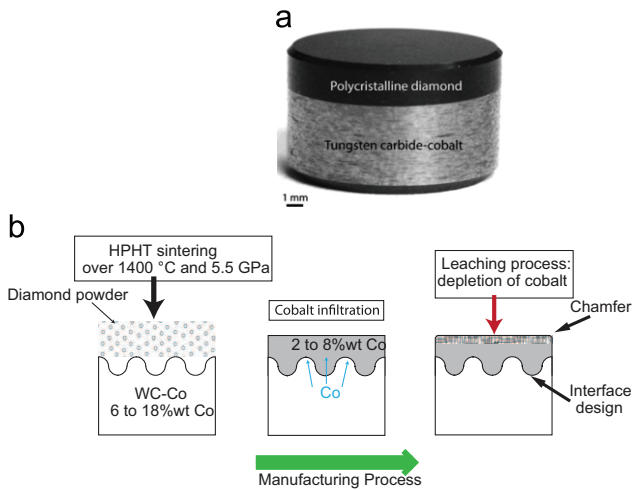 a
Polycristalline diamond
Tungsten carbide-cobalt
1 mm
b
HPHT sintering
over 1400 °C and 5.5 GPa
Diamond powder
WC-Co
6 to 18%wt Co
Cobalt infiltration
2 to 8%wt Co
Co
Leaching process:
depletion of cobalt
Chamfer
Interface
design
Manufacturing Process